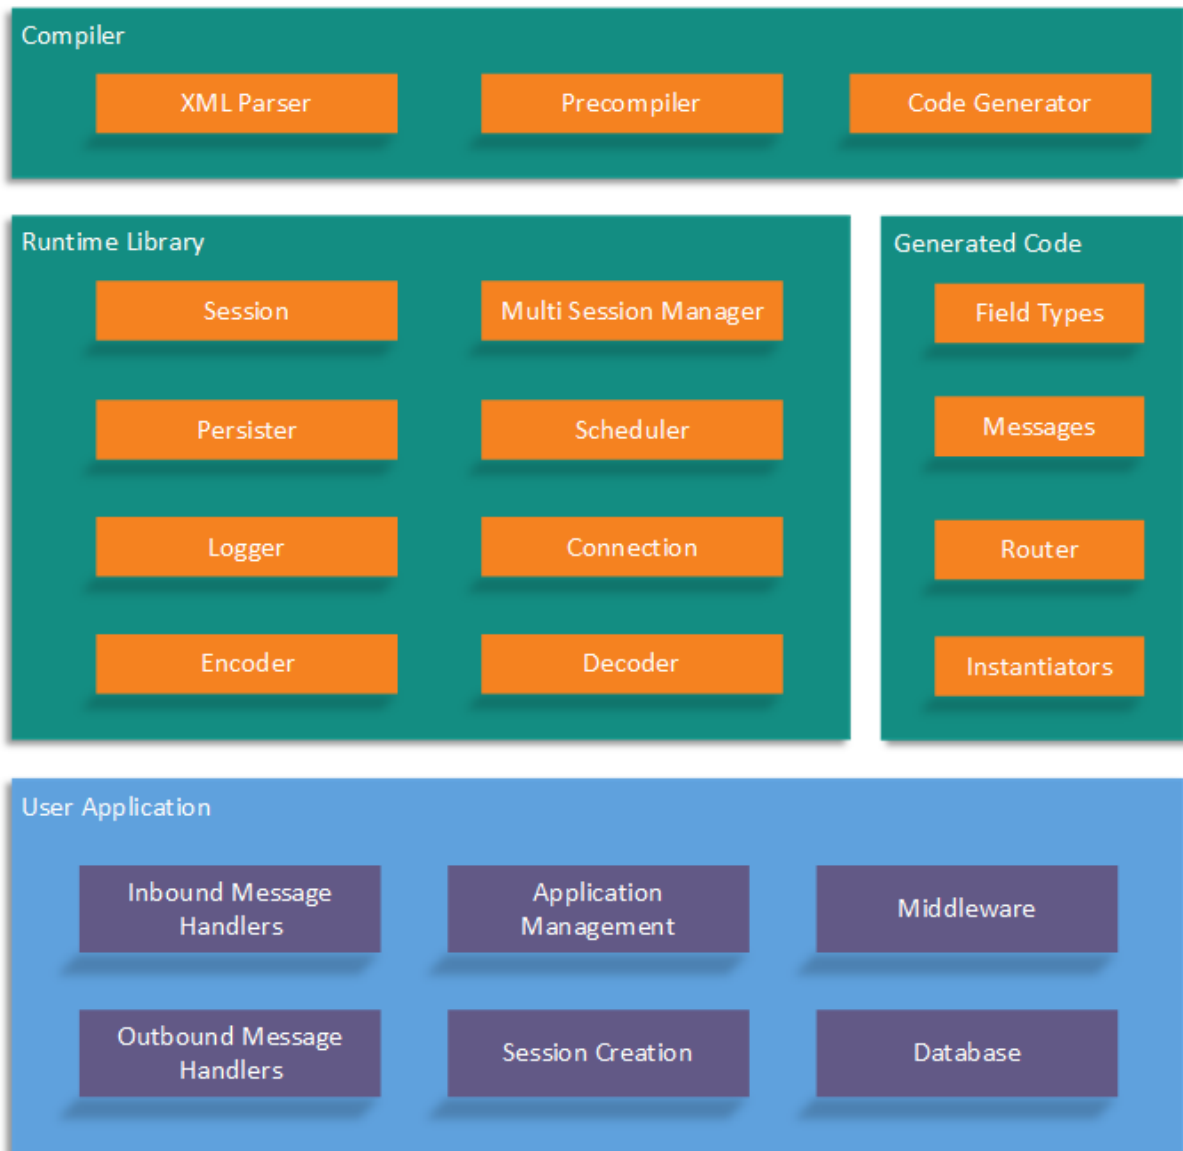 Compiler
XML Parser
Precompiler
Code Generator
Runtime Library
Session
Multi Session Manager
Persister
Scheduler
Logger
Connection
Encoder
Decoder
Generated Code
Field Types
Messages
Router
Instantiators
User Application
Inbound Message
Handlers
Application
Management
Middleware
Outbound Message
Handlers
Session Creation
Database